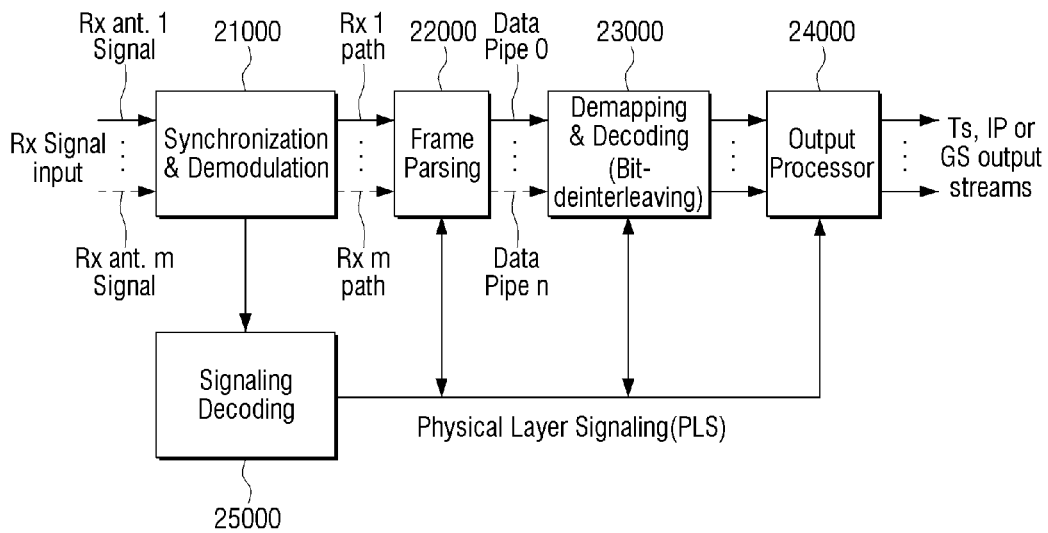 Rx ant. 1
Signal
21000
Rx 1
path
22000
Data
Pipe 0
23000
24000
Rx Signal
input
Synchronization
& Demodulation
Frame
Parsing
Demapping
& Decoding
(Bit-
deinterleaving)
Output
Processor
Ts, IP or
GS output
streams
Rx ant. m
Signal
Rx m
path
Data
Pipe n
Signaling
Decoding
Physical Layer Signaling(PLS)
25000